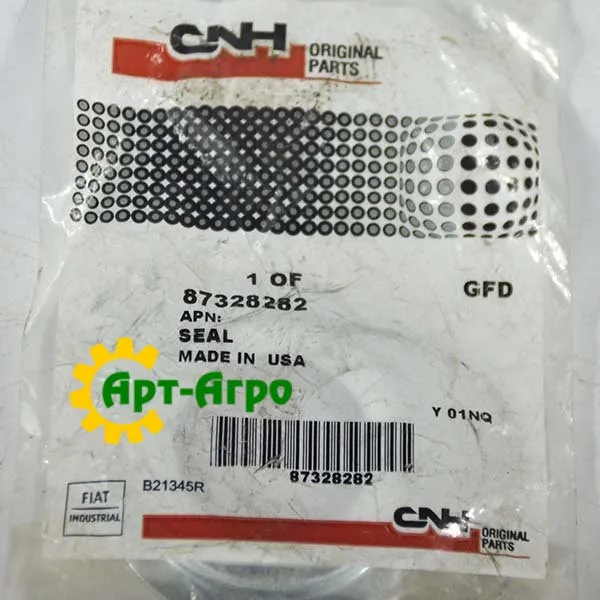 CNH
ORIGINAL
PARTS
1 OF
87328282
GFD
APN:
SEAL
MADE IN USA
Арт-Агро
Y 01NQ
87328282
B21345R
FIAT
INDUSTRIAL
CNH
ORIGINAL
PARTS